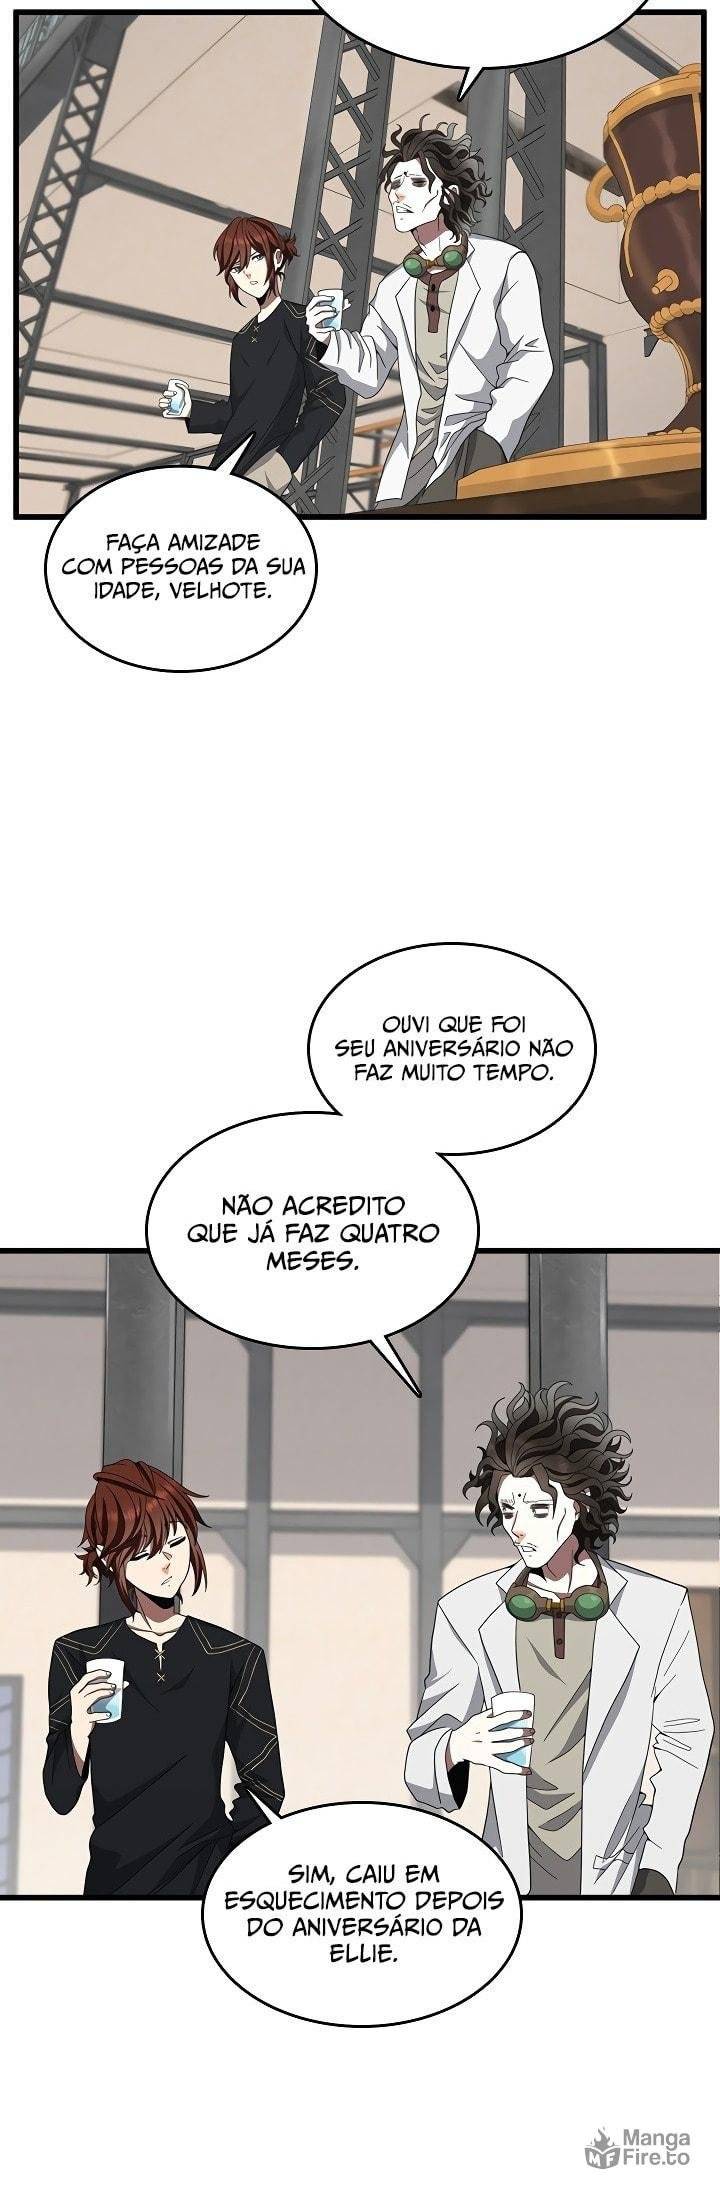 FAÇA AMIZADE
COM PESSOAS DA SUA
IDADE, VELHOTE.
OUVI QUE FOI
SEU ANIVERSÁRIO NÃO
FAZ MUITO TEMPO.
NÃO ACREDITO
QUE JÁ FAZ QUATRO
MESES.
SIM, CAIU EM
ESQUECIMENTO DEPOIS
DO ANIVERSÁRIO DA
ELLIE.
MF Manga
Fire.to